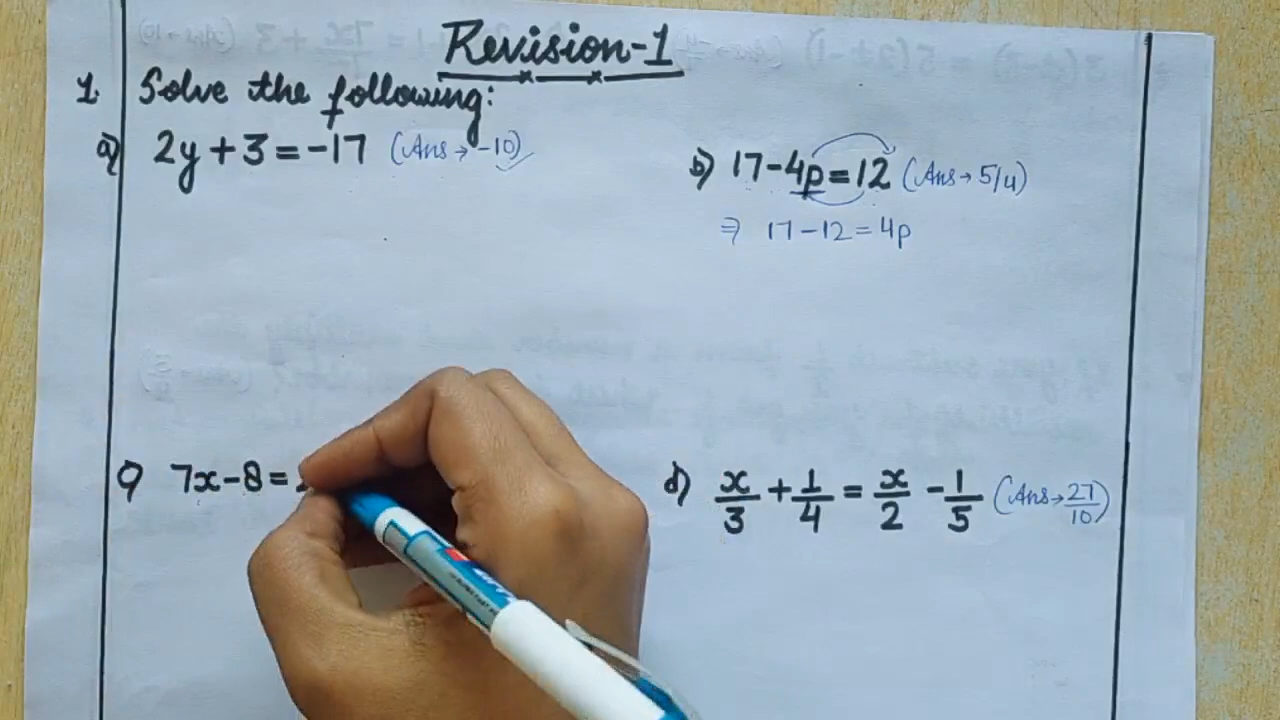 Revision-1
1. Solve the following:
a) 2y + 3 = -17 (Ans → -10)
b) 17 - 4p = 12 (Ans → 5/4)
⇒ 17 - 12 = 4p
c) 7x - 8 =
d) x/3 + 1/4 = x/2 - 1/5 (Ans → 27/10)